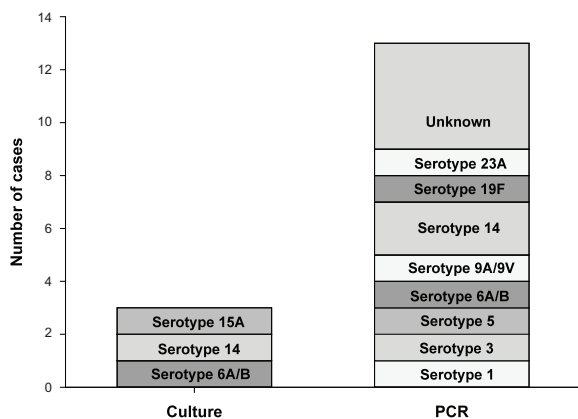 14
12
10
8
6
4
2
0
Number of cases
Serotype 15A
Serotype 14
Serotype 6A/B
Unknown
Serotype 23A
Serotype 19F
Serotype 14
Serotype 9A/9V
Serotype 6A/B
Serotype 5
Serotype 3
Serotype 1
Culture
PCR